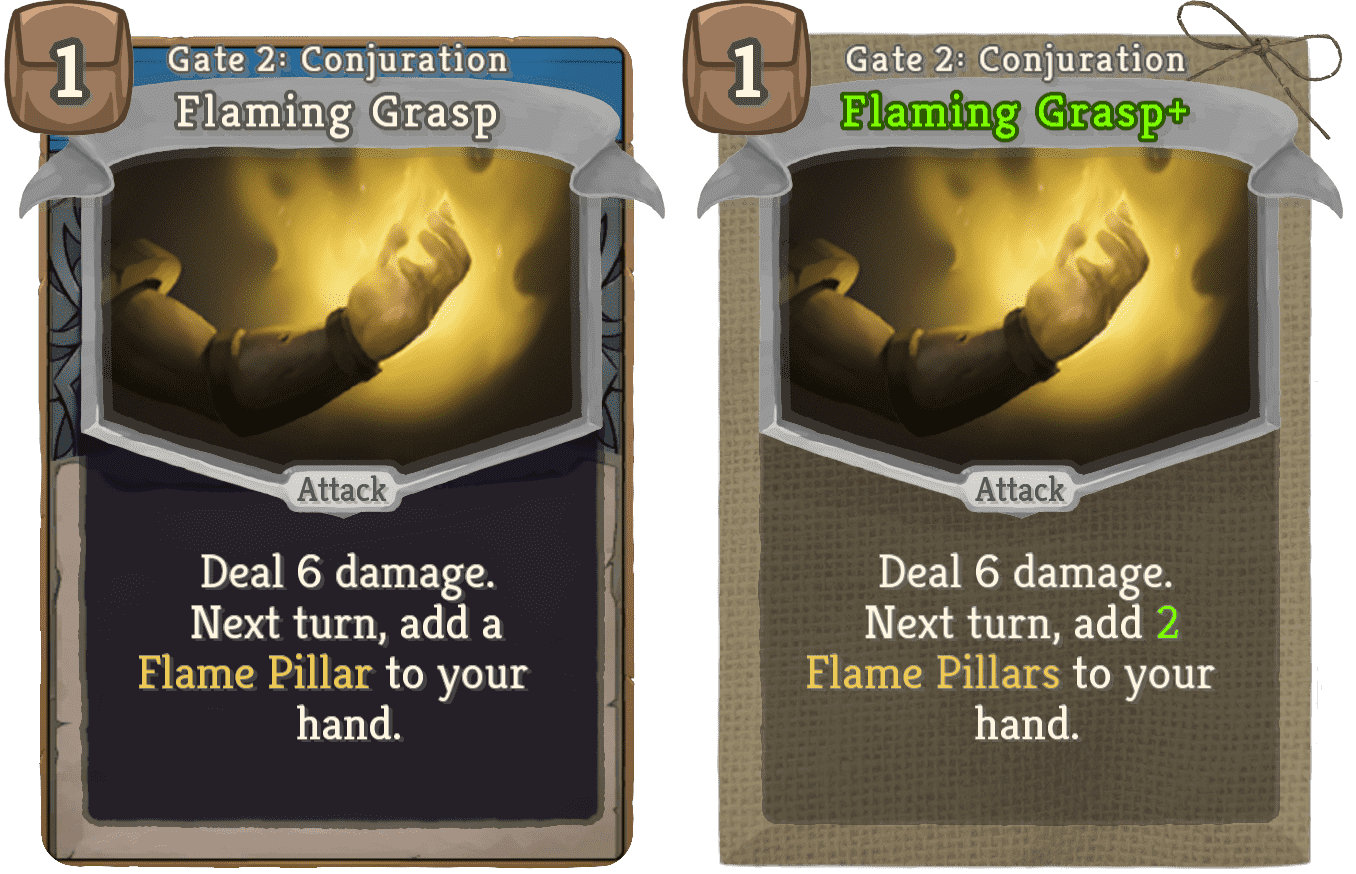 1
Gate 2: Conjuration
Flaming Grasp
Attack
Deal 6 damage.
Next turn, add a
Flame Pillar to your
hand.
1
Gate 2: Conjuration
Flaming Grasp+
Attack
Deal 6 damage.
Next turn, add 2
Flame Pillars to your
hand.